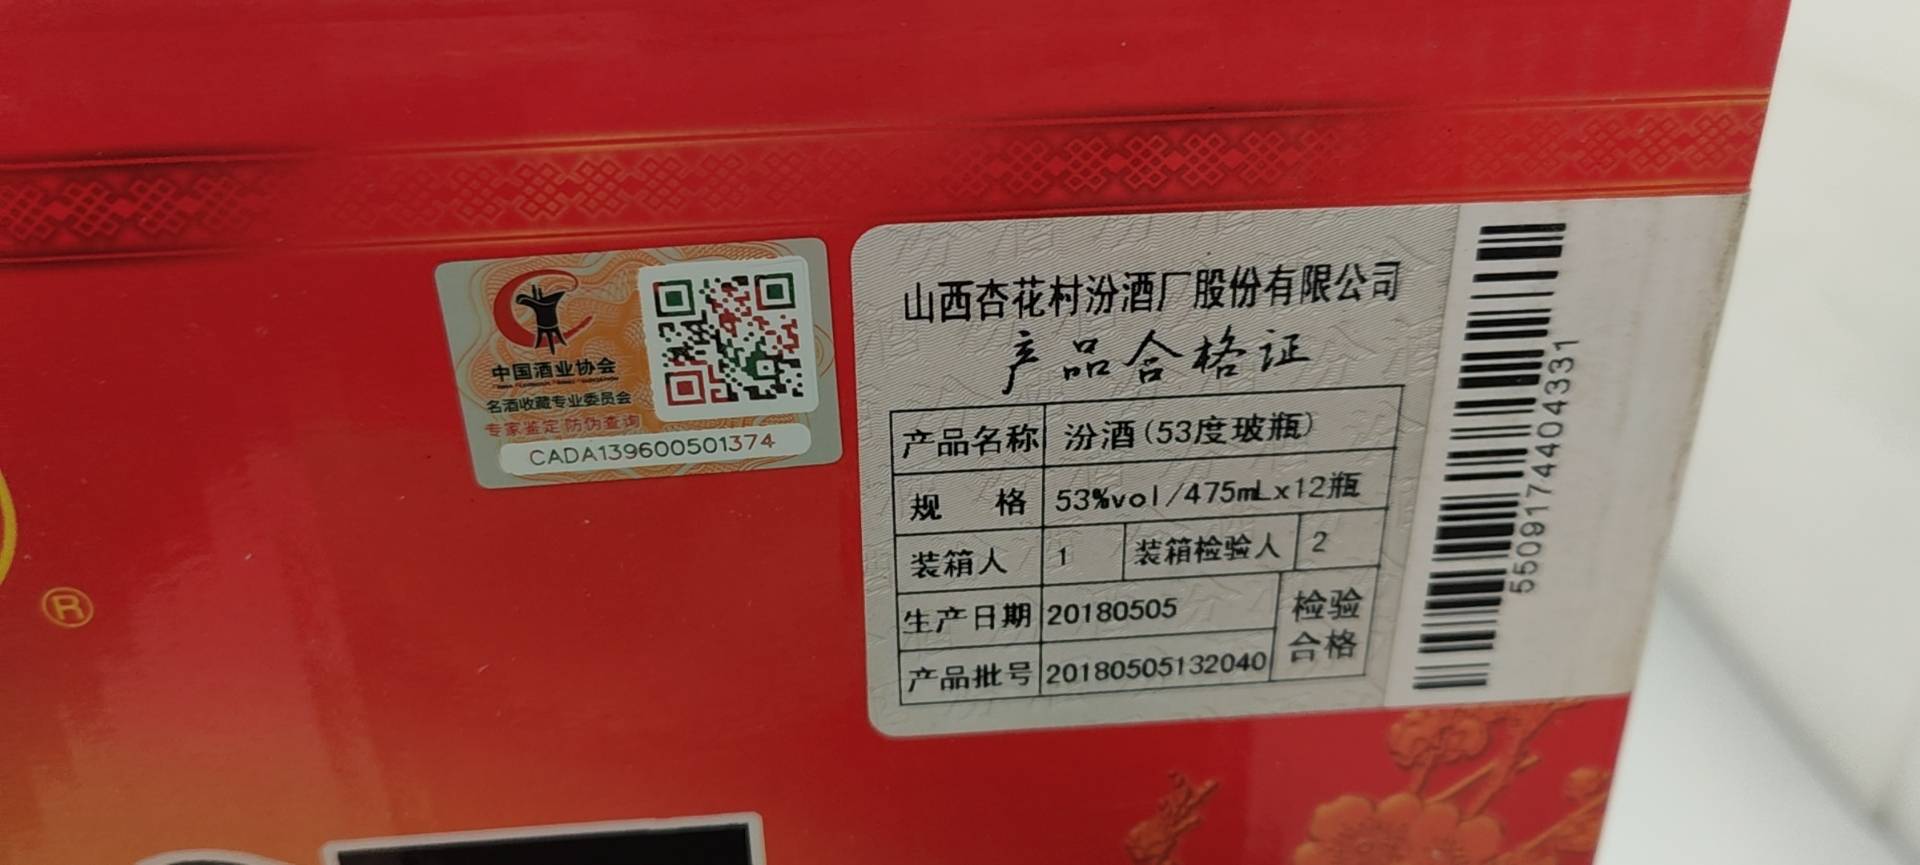 中国酒业协会
名酒收藏专业委员会
专家鉴定 防伪查询
CADA139600501374
山西杏花村汾酒厂股份有限公司
产品合格证
产品名称 汾酒(53度玻瓶)
规 格 53%vol/475mLx12瓶
装箱人 1 装箱检验人 2
生产日期 20180505
检验
合格
产品批号 20180505132040
5509174404331
®